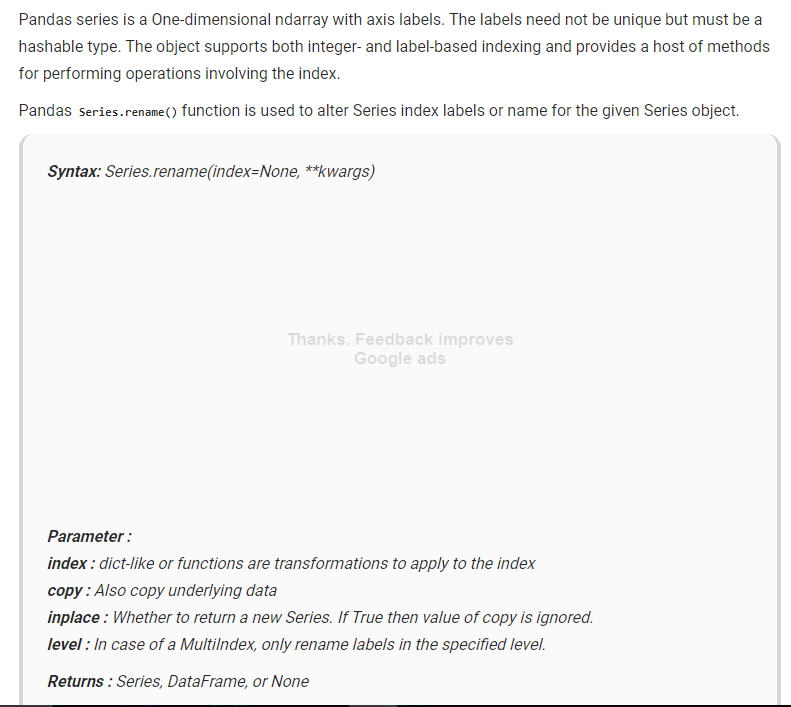 Pandas series is a One-dimensional ndarray with axis labels. The labels need not be unique but must be a
hashable type. The object supports both integer- and label-based indexing and provides a host of methods
for performing operations involving the index.
Pandas Series.rename() function is used to alter Series index labels or name for the given Series object.
Syntax: Series.rename(index=None, **kwargs)
Thanks. Feedback improves
Google ads
Parameter :
index : dict-like or functions are transformations to apply to the index
copy : Also copy underlying data
inplace : Whether to return a new Series. If True then value of copy is ignored.
level : In case of a MultiIndex, only rename labels in the specified level.
Returns : Series, DataFrame, or None